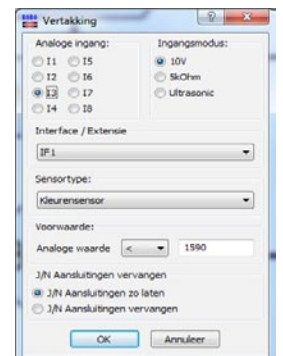 Vertakking
Analoge ingang: Ingangsmodus:
I1 I5 10V
I2 I6 5kOhm
I3 I7 Ultrasonic
I4 I8
Interface / Extensie
IF1
Sensortype:
Kleurensensor
Voorwaarde:
Analoge waarde < 1590
J/N Aansluitingen vervangen
J/N Aansluitingen zo laten
J/N Aansluitingen vervangen
OK Annuleer